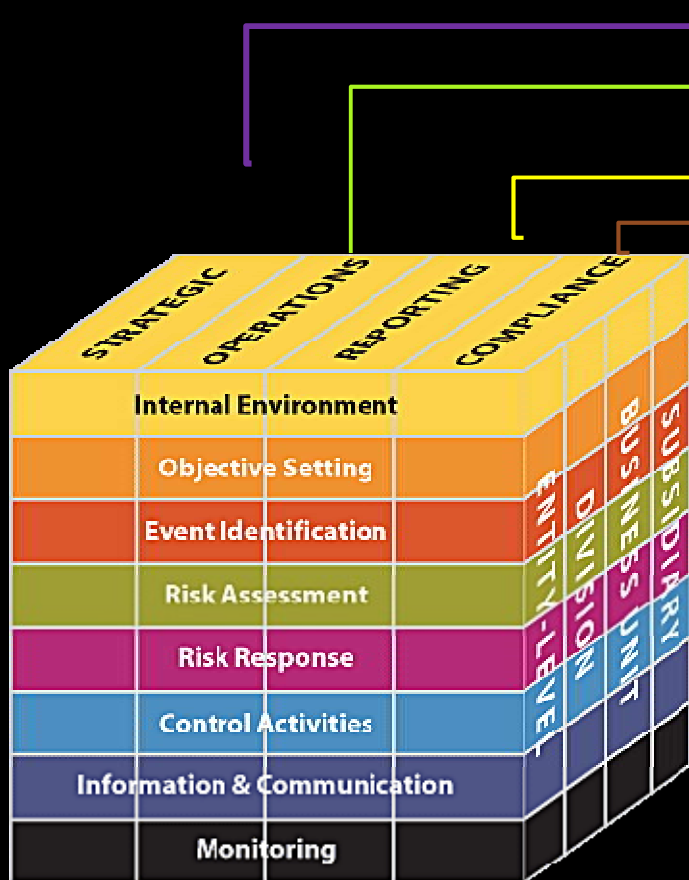 STRATEGIC
OPERATIONS
REPORTING
COMPLIANCE
Internal Environment
Objective Setting
Event Identification
Risk Assessment
Risk Response
Control Activities
Information & Communication
Monitoring
ENTITY-LEVEL
DIVISION
BUSINESS UNIT
SUBSIDIARY